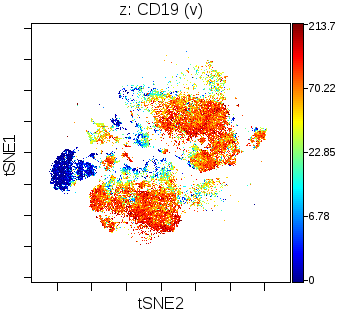 z: CD19 (v)
213.7
70.22
22.85
6.78
0
tSNE1
tSNE2